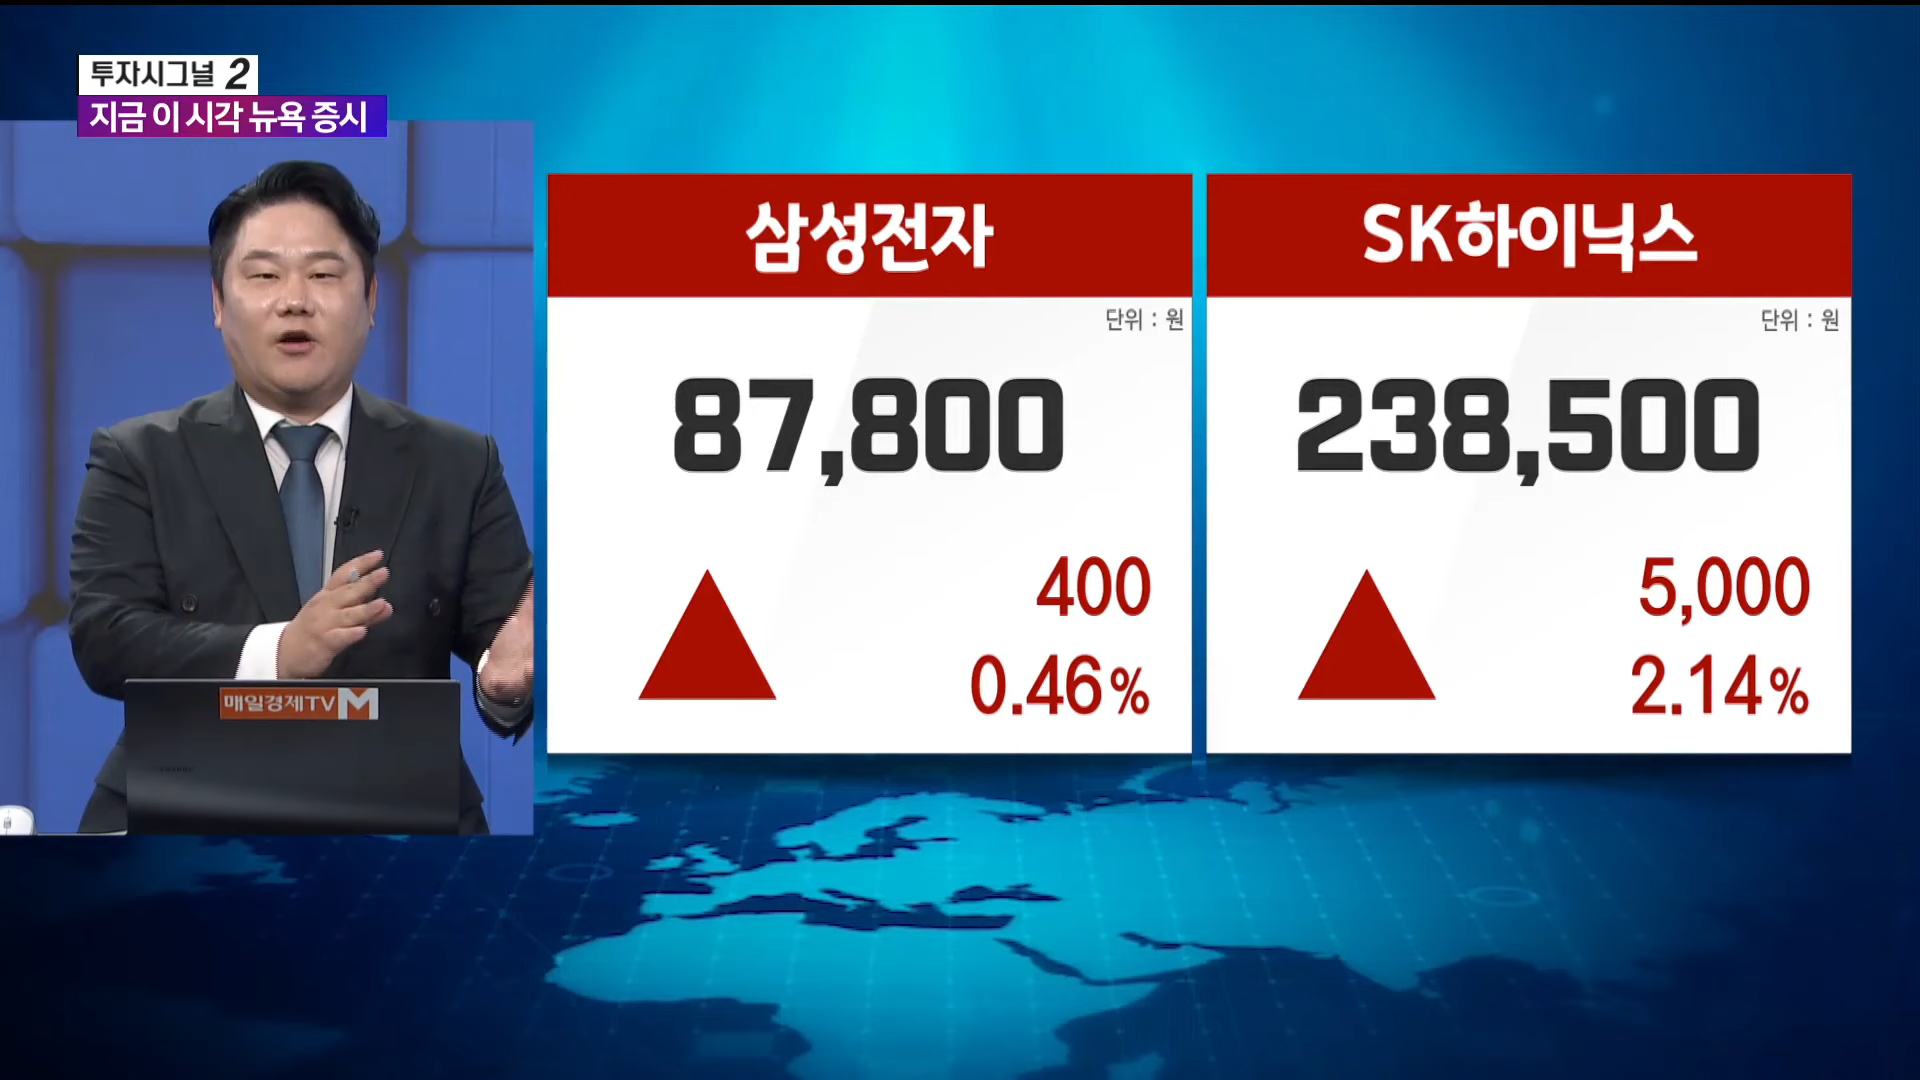 투자시그널 2
지금 이 시각 뉴욕 증시
삼성전자
단위 : 원
87,800
400
0.46%
SK하이닉스
단위 : 원
238,500
5,000
2.14%
매일경제TV M